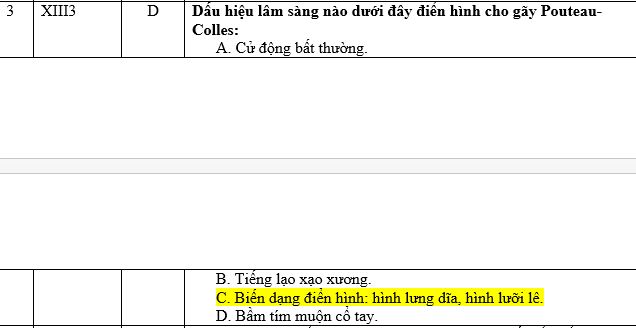 3 XIII3 D Dấu hiệu lâm sàng nào dưới đây điển hình cho gãy Pouteau-
Colles:
A. Cử động bất thường.
B. Tiếng lạo xạo xương.
C. Biến dạng điển hình: hình lưng dĩa, hình lưỡi lê.
D. Bầm tím muộn cổ tay.